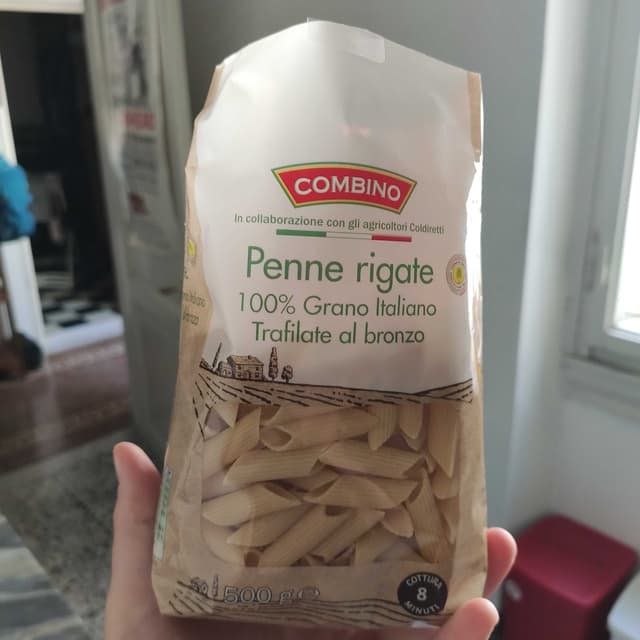 COMBINO
In collaborazione con gli agricoltori Coldiretti
Penne rigate
100% Grano Italiano
Trafilate al bronzo
500 g e
COTTURA
8
MINUTI